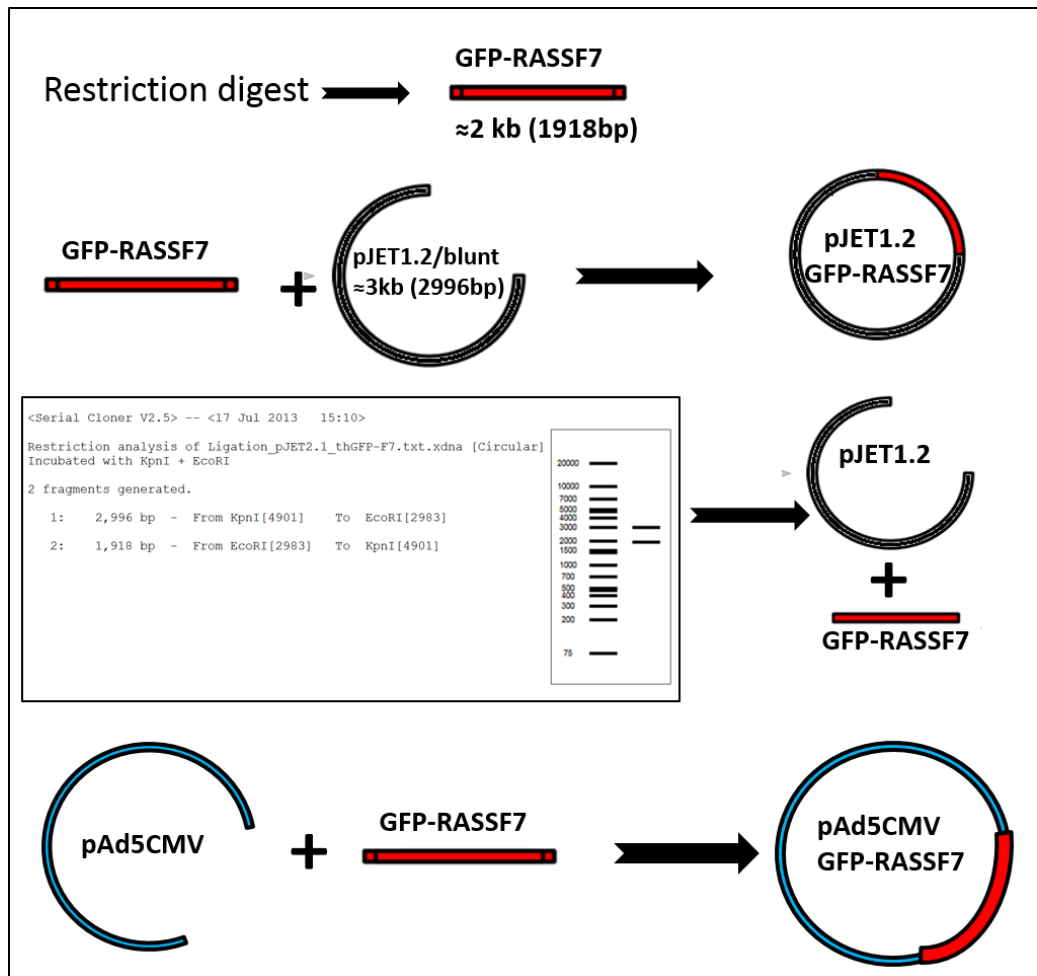 GFP-RASSF7
Restriction digest
≈2 kb (1918bp)
GFP-RASSF7
+
pJET1.2/blunt
≈3kb (2996bp)
pJET1.2
GFP-RASSF7
<Serial Cloner V2.5> -- <17 Jul 2013   15:10>
Restriction analysis of Ligation_pJET2.1_thGFP-F7.txt.xdna [Circular]
Incubated with KpnI + EcoRI
2 fragments generated.
1:    2,996 bp  -  From KpnI[4901]    To  EcoRI[2983]
2:    1,918 bp  -  From EcoRI[2983]   To  KpnI[4901]
20000
10000
7000
5000
4000
3000
2000
1500
1000
700
500
400
300
200
75
pJET1.2
+
GFP-RASSF7
pAd5CMV
+
GFP-RASSF7
pAd5CMV
GFP-RASSF7